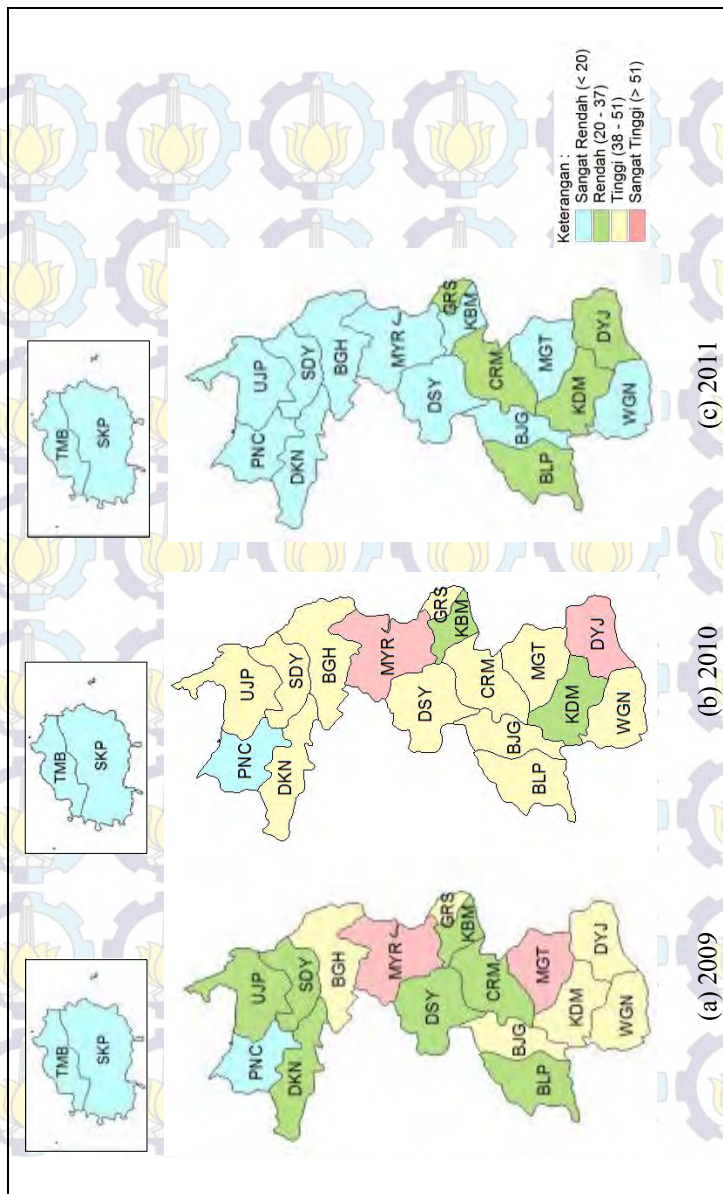 TMB
SKP
PNC
UJP
SDY
DKN
BGH
MYR
DSY
GRS
KBM
CRM
MGT
BJG
BLP
KDM
DYJ
WGN
(a) 2009
TMB
SKP
PNC
UJP
SDY
DKN
BGH
MYR
DSY
GRS
KBM
CRM
MGT
BJG
BLP
KDM
DYJ
WGN
(b) 2010
TMB
SKP
PNC
UJP
SDY
DKN
BGH
MYR
DSY
GRS
KBM
CRM
MGT
BJG
BLP
KDM
DYJ
WGN
(c) 2011
Keterangan :
Sangat Rendah (< 20)
Rendah (20 - 37)
Tinggi (38 - 51)
Sangat Tinggi (> 51)